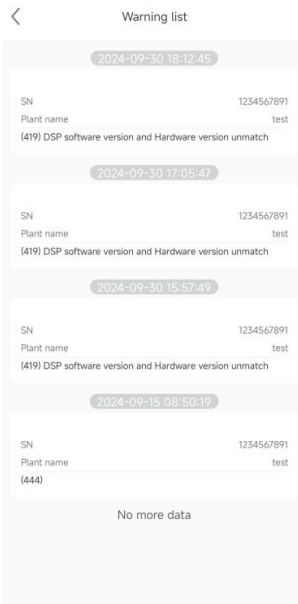 Warning list
2024-09-30 18:12:45
SN 1234567891
Plant name test
(419) DSP software version and Hardware version unmatch
2024-09-30 17:05:47
SN 1234567891
Plant name test
(419) DSP software version and Hardware version unmatch
2024-09-30 15:57:49
SN 1234567891
Plant name test
(419) DSP software version and Hardware version unmatch
2024-09-15 08:50:19
SN 1234567891
Plant name test
(444)
No more data